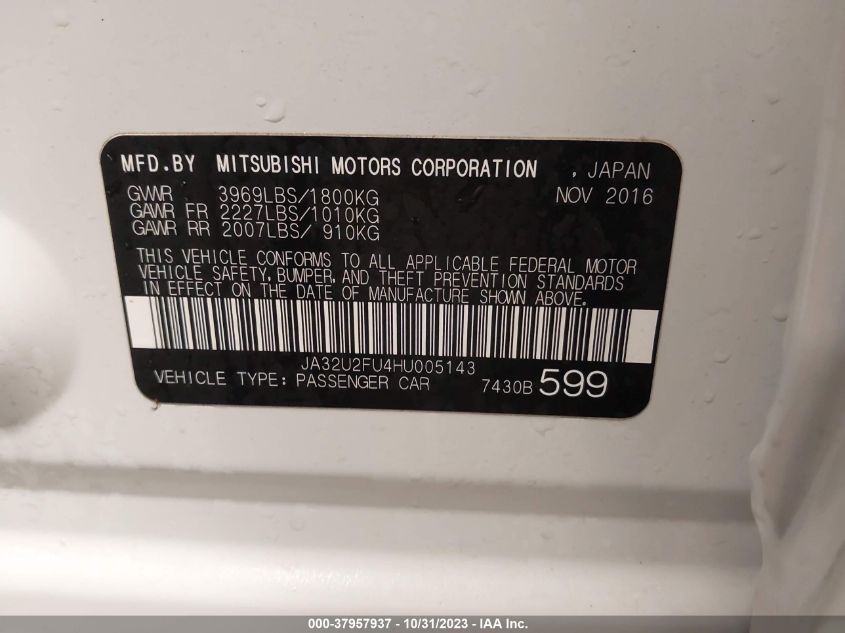 MFD.BY MITSUBISHI MOTORS CORPORATION , JAPAN
NOV 2016
GVWR 3969LBS/1800KG
GAWR FR 2227LBS/1010KG
GAWR RR 2007LBS/ 910KG
THIS VEHICLE CONFORMS TO ALL APPLICABLE FEDERAL MOTOR
VEHICLE SAFETY, BUMPER, AND THEFT PREVENTION STANDARDS
IN EFFECT ON THE DATE OF MANUFACTURE SHOWN ABOVE.
JA32U2FU4HU005143
VEHICLE TYPE: PASSENGER CAR 7430B 599
000-37957937 - 10/31/2023 - IAA Inc.